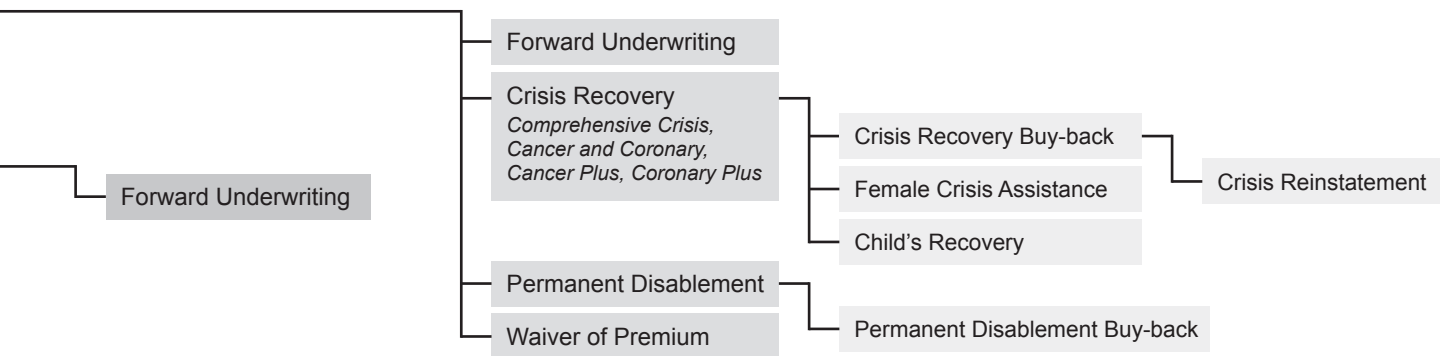 Forward Underwriting
Crisis Recovery
Comprehensive Crisis,
Cancer and Coronary,
Cancer Plus, Coronary Plus
Crisis Recovery Buy-back
Female Crisis Assistance
Child's Recovery
Crisis Reinstatement
Forward Underwriting
Permanent Disablement
Permanent Disablement Buy-back
Waiver of Premium